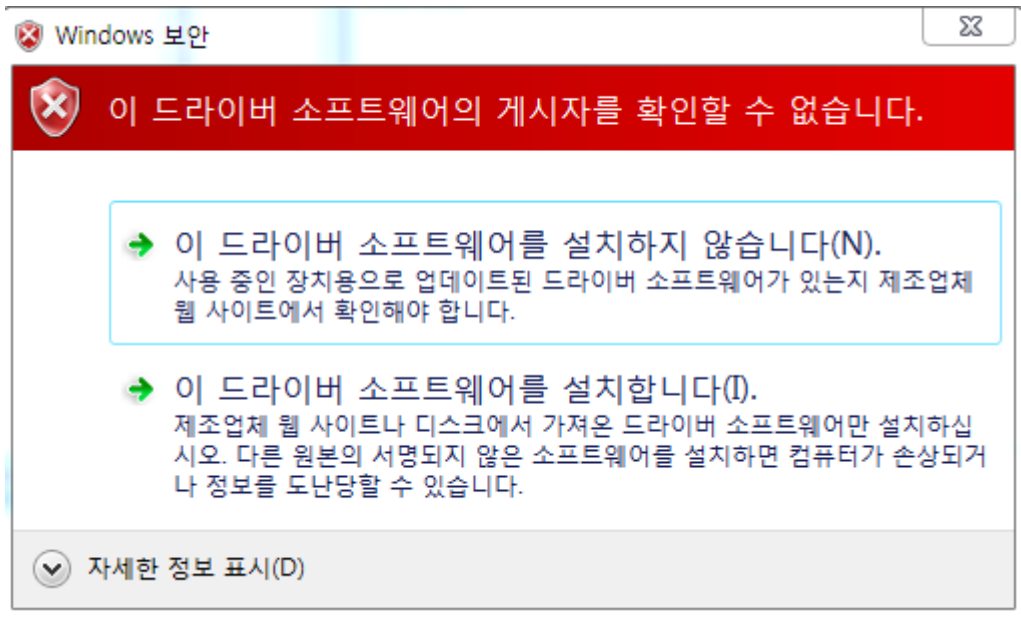 Windows 보안
이 드라이버 소프트웨어의 게시자를 확인할 수 없습니다.
이 드라이버 소프트웨어를 설치하지 않습니다(N).
사용 중인 장치용으로 업데이트된 드라이버 소프트웨어가 있는지 제조업체
웹 사이트에서 확인해야 합니다.
이 드라이버 소프트웨어를 설치합니다(I).
제조업체 웹 사이트나 디스크에서 가져온 드라이버 소프트웨어만 설치하십
시오. 다른 원본의 서명되지 않은 소프트웨어를 설치하면 컴퓨터가 손상되거
나 정보를 도난당할 수 있습니다.
자세한 정보 표시(D)